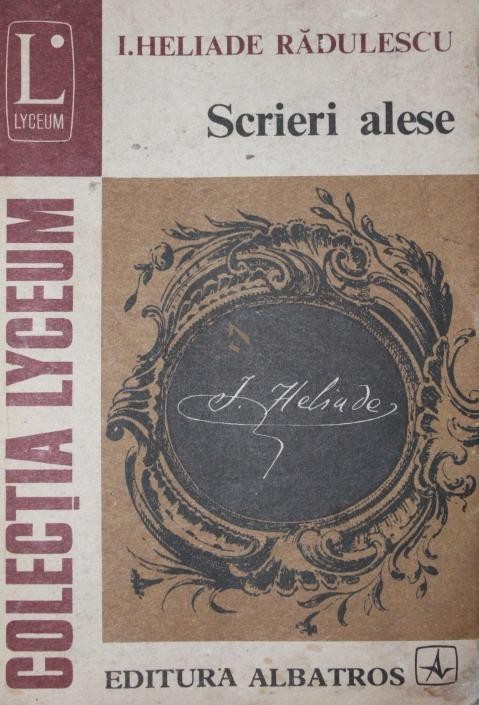 L
LYCEUM
I.HELIADE RĂDULESCU
Scrieri alese
COLECȚIA LYCEUM
I. Heliade
EDITURA ALBATROS